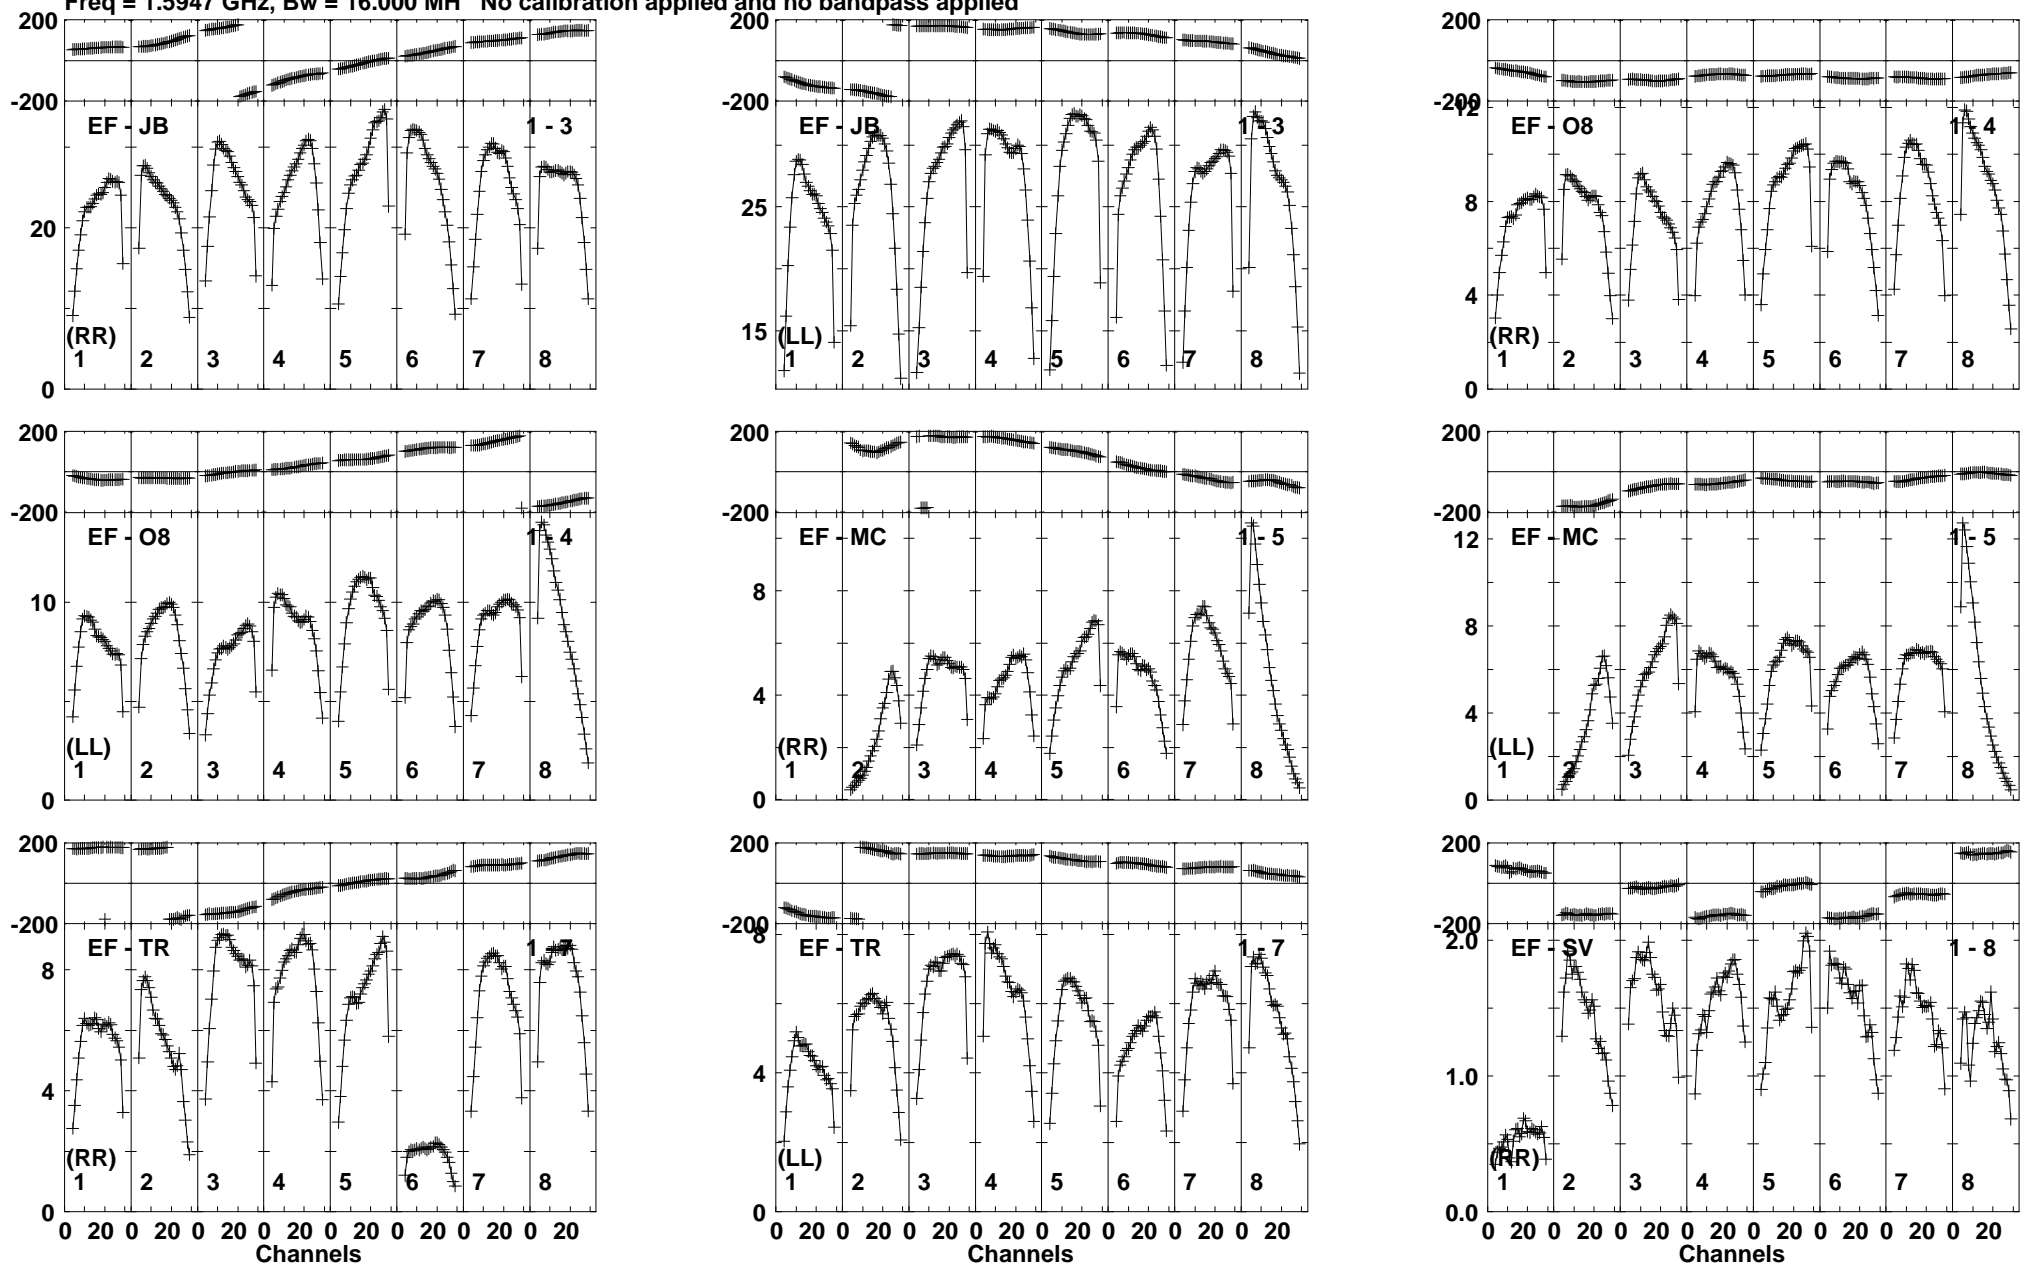 Freq = 1.5947 GHz, Bw = 16.000 MH No calibration applied and no bandpass applied
200 200 200
-200 -200 -200
EF - JB 1 - 3 EF - JB 1 - 3 12 EF - O8 1 - 4
25 8
20
15 4
(RR) (LL) (RR)
1 2 3 4 5 6 7 8 1 2 3 4 5 6 7 8 1 2 3 4 5 6 7 8
0 0
200 200 200
-200 -200 -200
EF - O8 1 - 4 EF - MC 1 - 5 12 EF - MC 1 - 5
10 8 8
4 4
(LL) (RR) (LL)
1 2 3 4 5 6 7 8 1 2 3 4 5 6 7 8 1 2 3 4 5 6 7 8
0 0 0
200 200 200
-200 -200 -200
EF - TR 1 - 7 8 EF - TR 1 - 7 2.0 EF - SV 1 - 8
8
4 4 1.0
(RR) (LL) (RR)
1 2 3 4 5 6 7 8 1 2 3 4 5 6 7 8 1 2 3 4 5 6 7 8
0 0 0.0
0 20 0 20 0 20 0 20 0 20 0 20 0 20 0 20 0 20 0 20 0 20 0 20 0 20 0 20 0 20 0 20 0 20 0 20 0 20 0 20 0 20 0 20 0 20 0 20
Channels Channels Channels